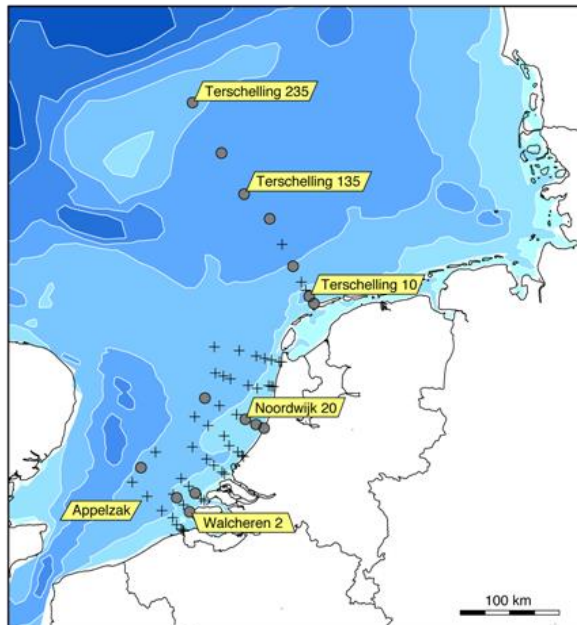 Terschelling 235
Terschelling 135
Terschelling 10
Noordwijk 20
Appelzak
Walcheren 2
100 km